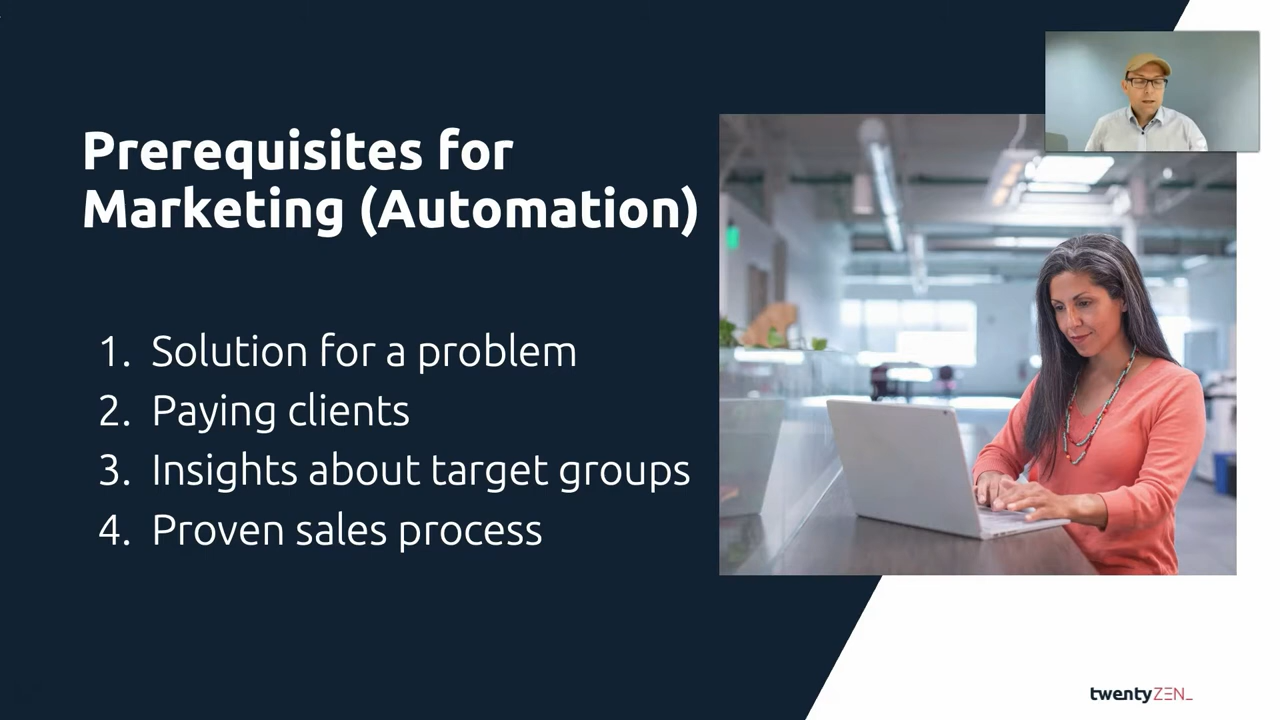 Prerequisites for
Marketing (Automation)
1. Solution for a problem
2. Paying clients
3. Insights about target groups
4. Proven sales process
twentyZEN_